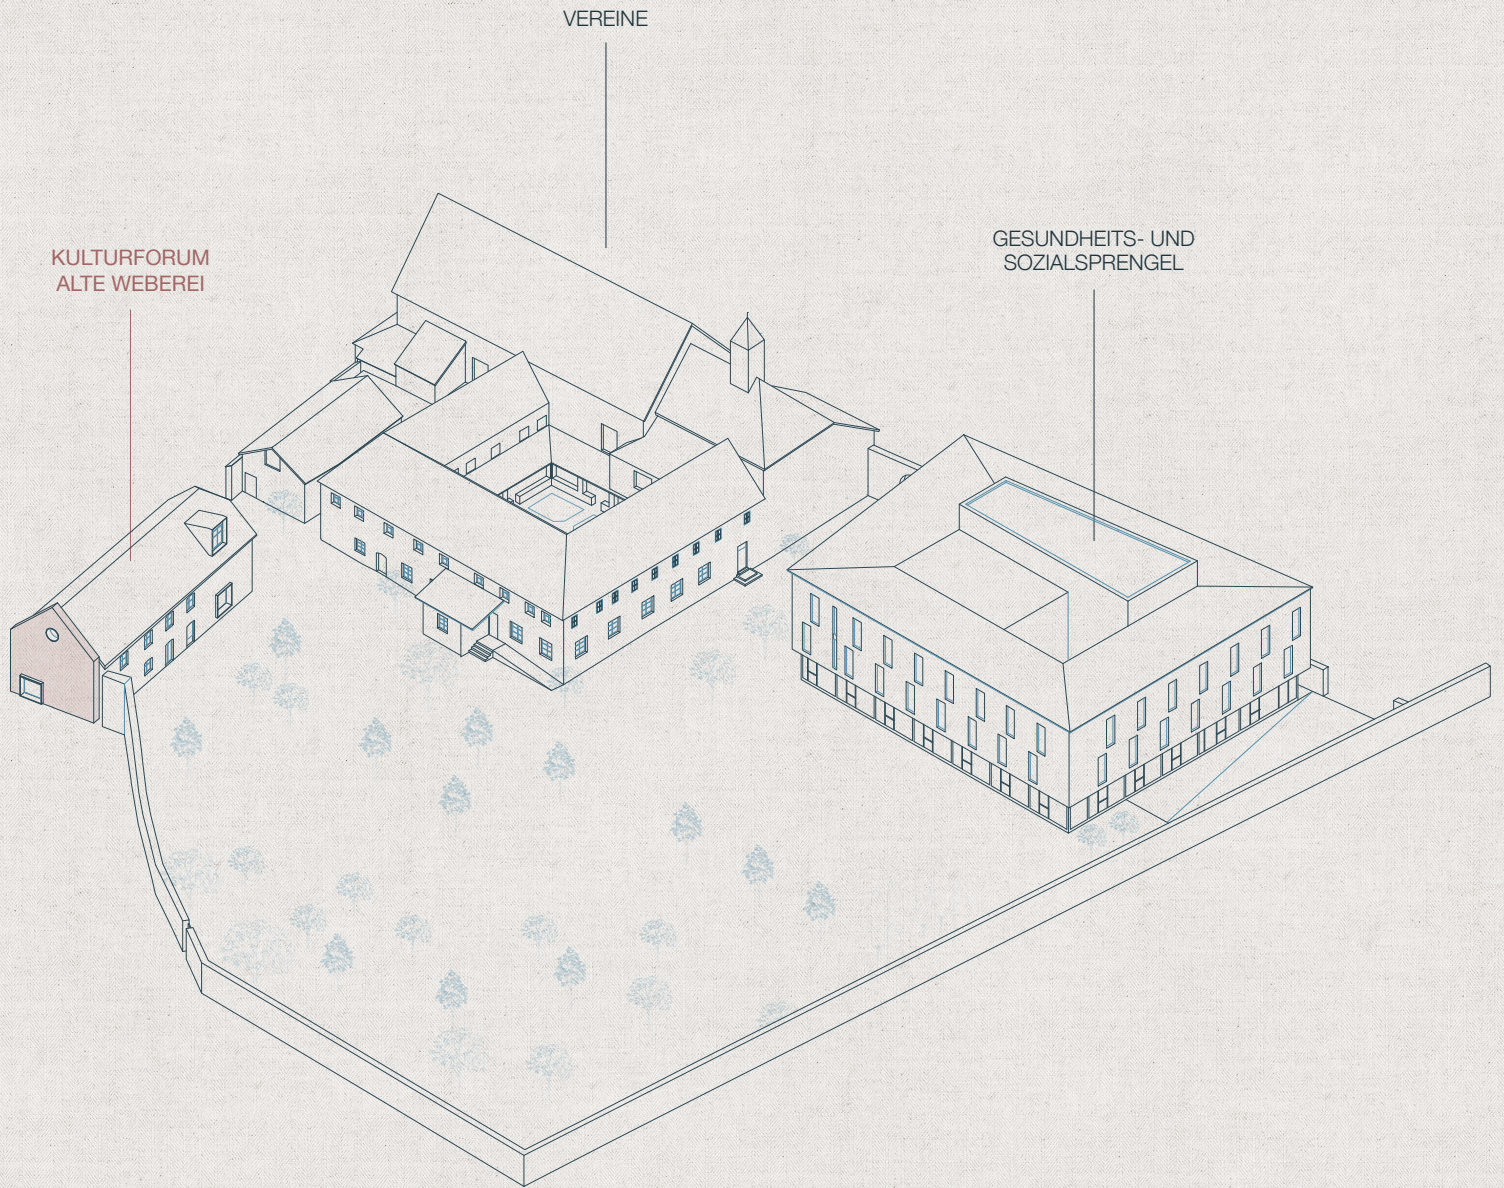 VEREINE
KULTURFORUM
ALTE WEBEREI
GESUNDHEITS- UND
SOZIALSPRENGEL